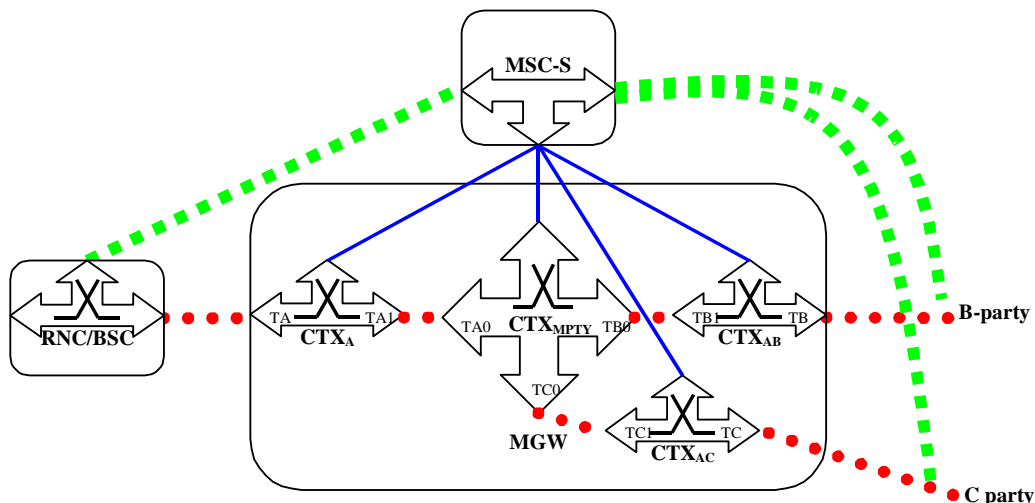 MSC-S
RNC/BSC
TA
TA1
CTXA
TA0
CTXMPTY
TB0
TC0
TB1
TB
CTXAB
B-party
MGW
TC1
TC
CTXAC
C party